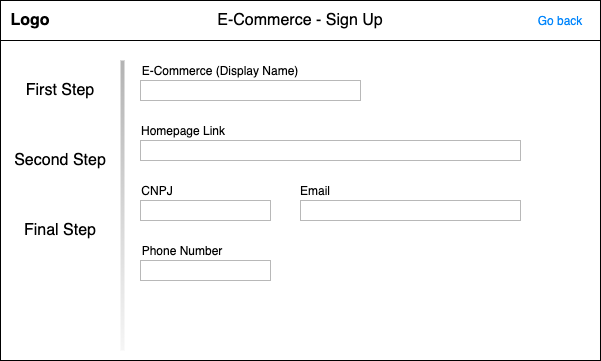 Logo
E-Commerce - Sign Up
Go back
First Step
Second Step
Final Step
E-Commerce (Display Name)
Homepage Link
CNPJ
Email
Phone Number